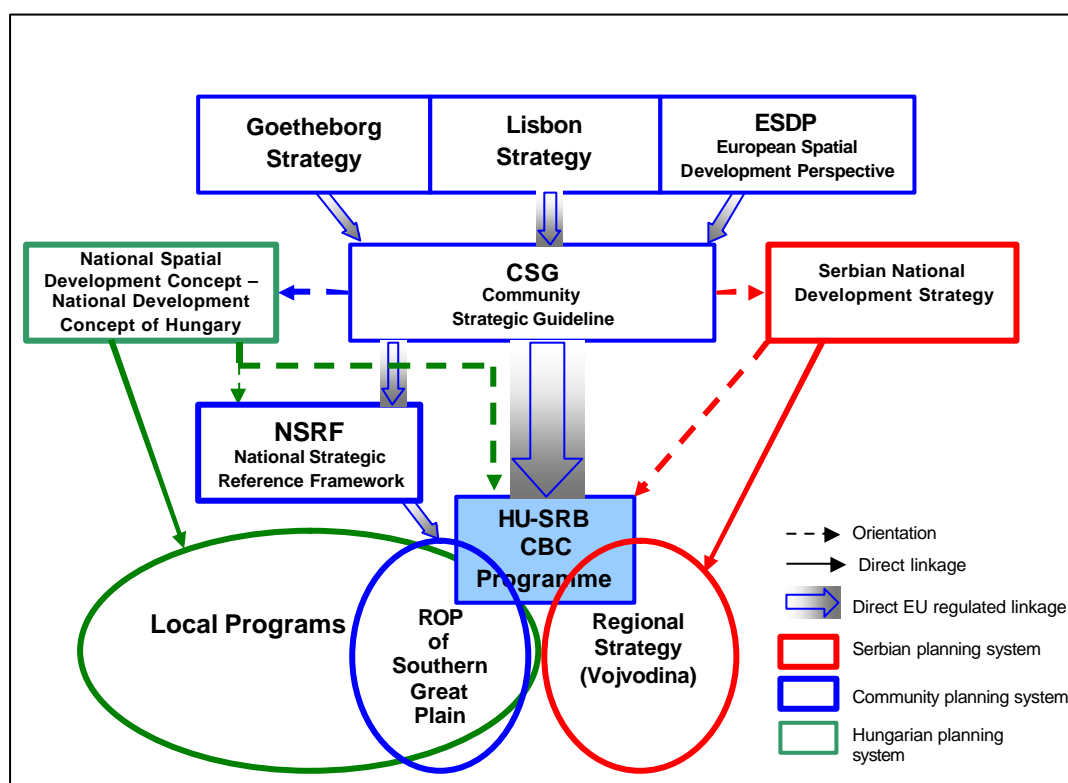 Goetheborg
Strategy
Lisbon
Strategy
ESDP
European Spatial
Development Perspective
National Spatial
Development Concept –
National Development
Concept of Hungary
CSG
Community
Strategic Guideline
Serbian National
Development Strategy
NSRF
National Strategic
Reference Framework
HU-SRB
CBC
Programme
Local Programs
ROP
of
Southern
Great
Plain
Regional
Strategy
(Vojvodina)
Orientation
Direct linkage
Direct EU regulated linkage
Serbian planning system
Community planning system
Hungarian planning
system